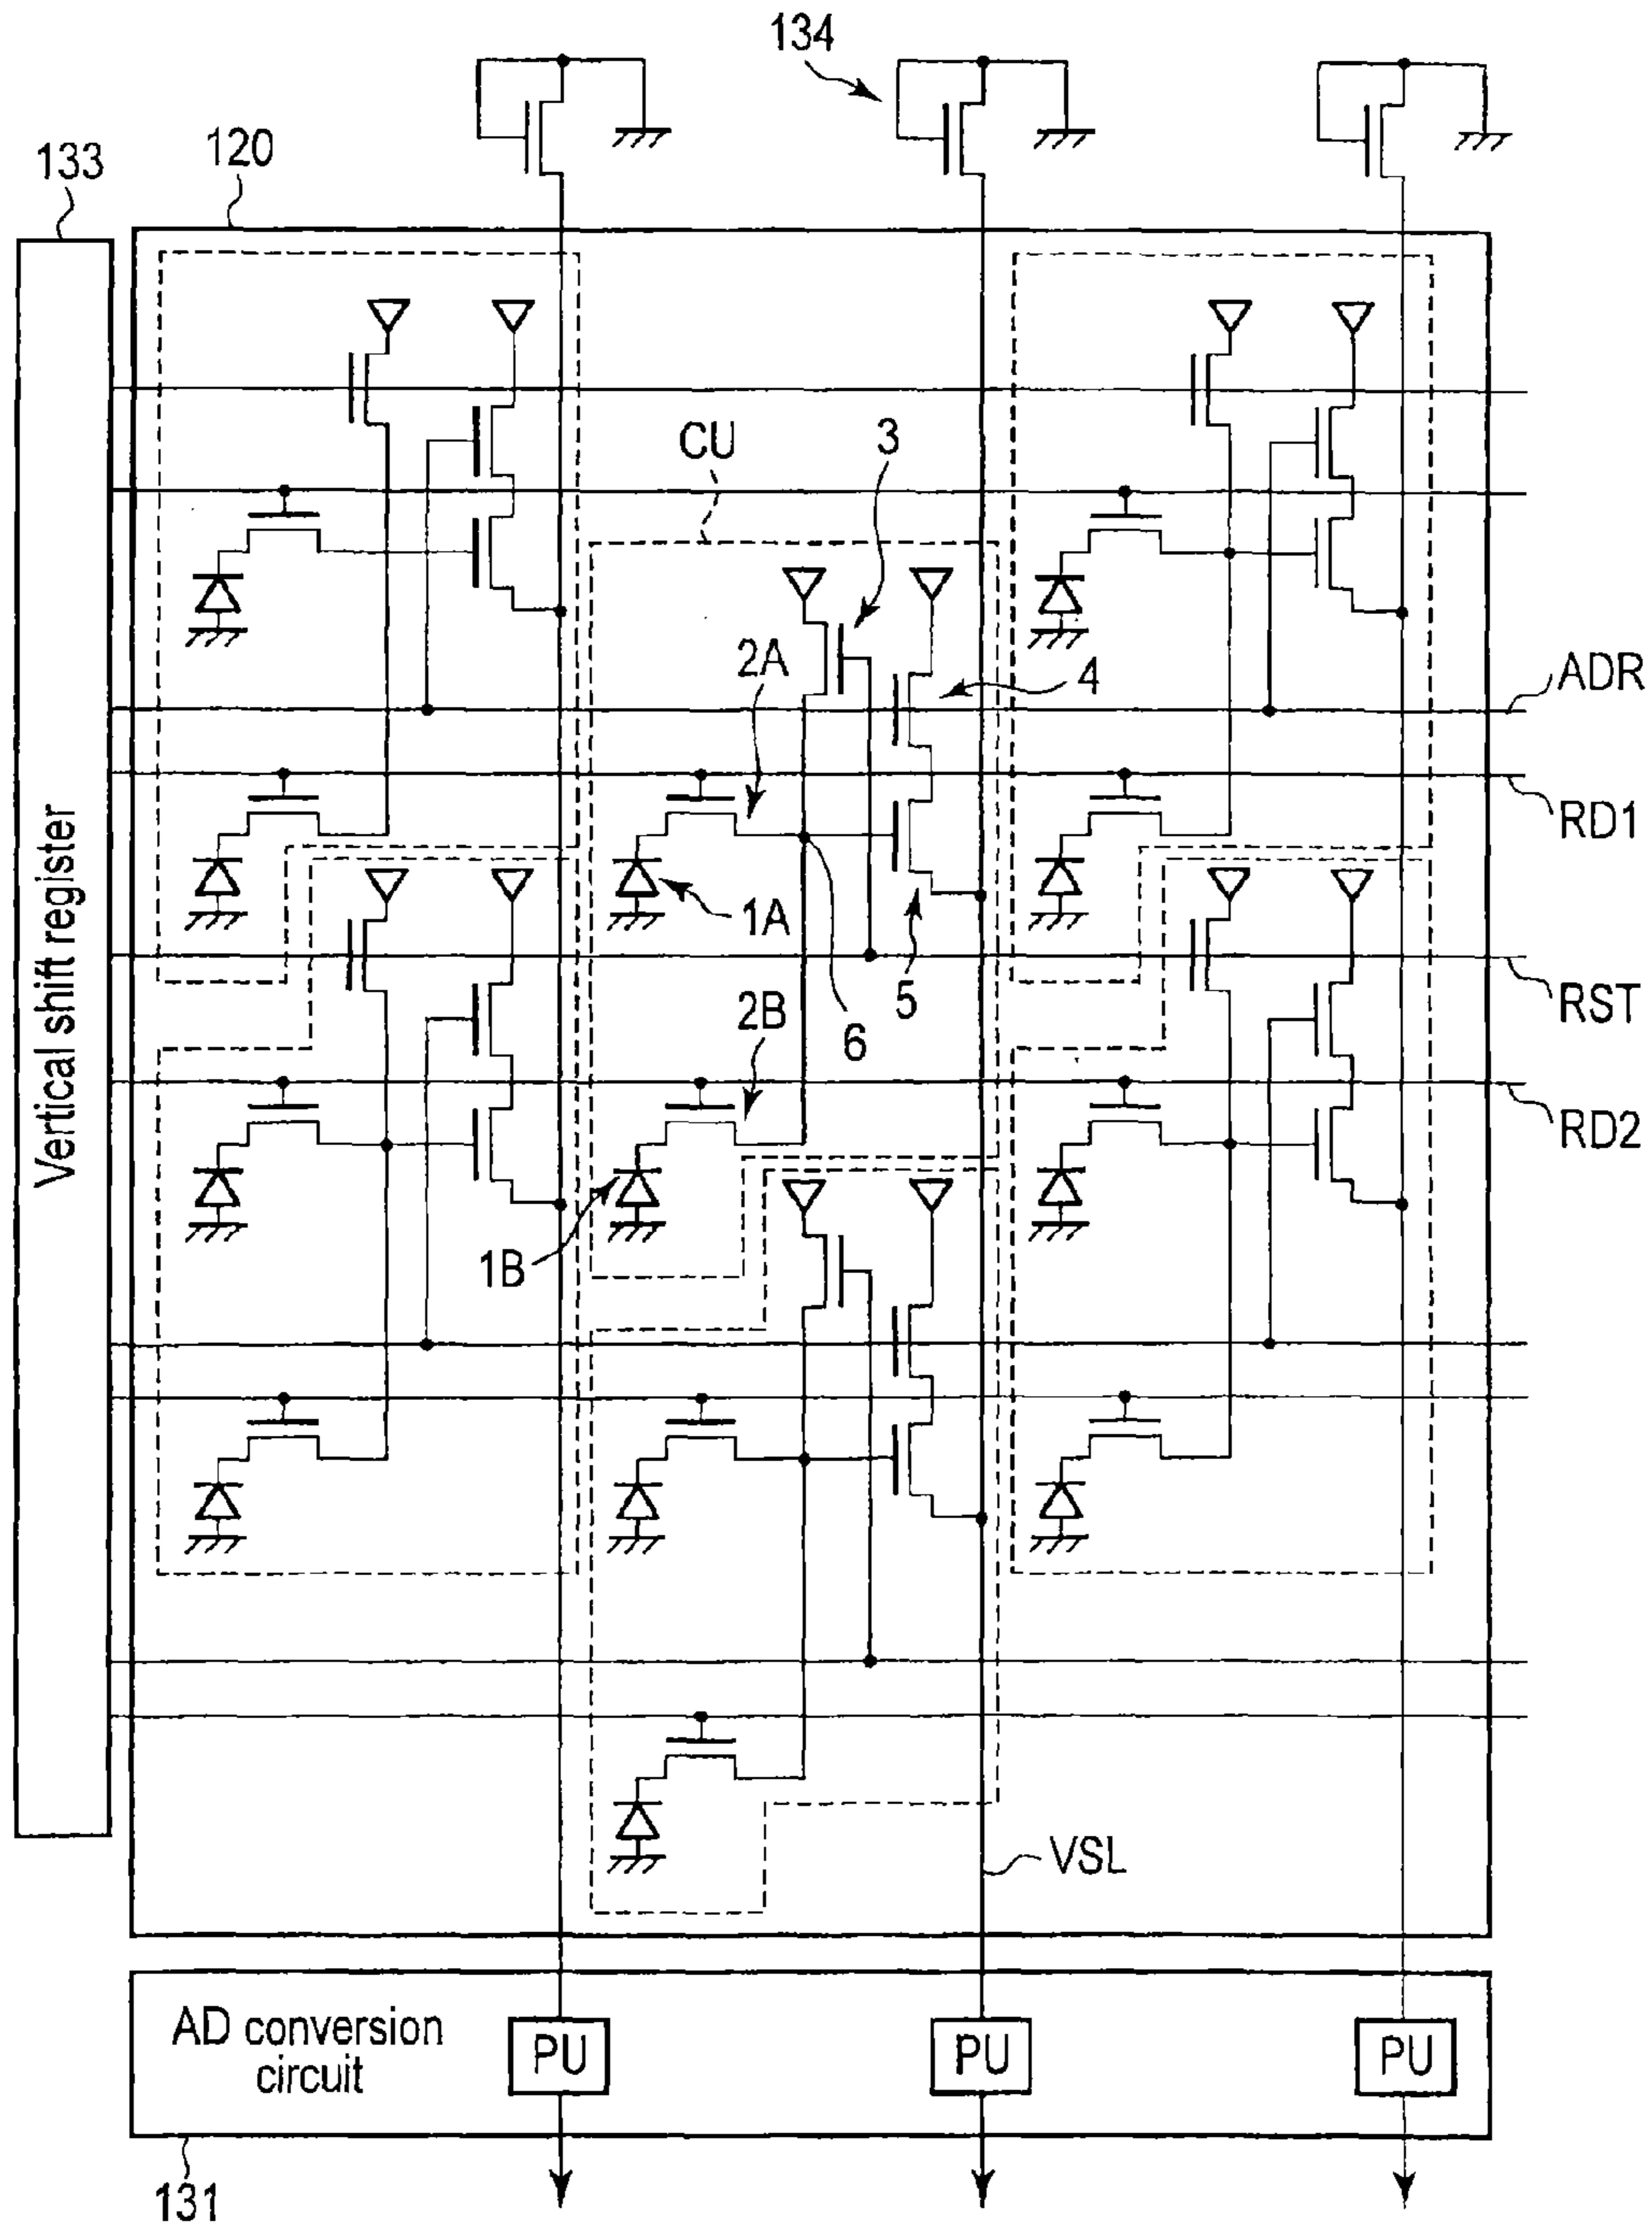 134
120
133
CU
3
2A
4
ADR
RD1
1A
5
6
RST
2B
RD2
1B
Vertical shift register
VSL
AD conversion
circuit
PU
PU
PU
131